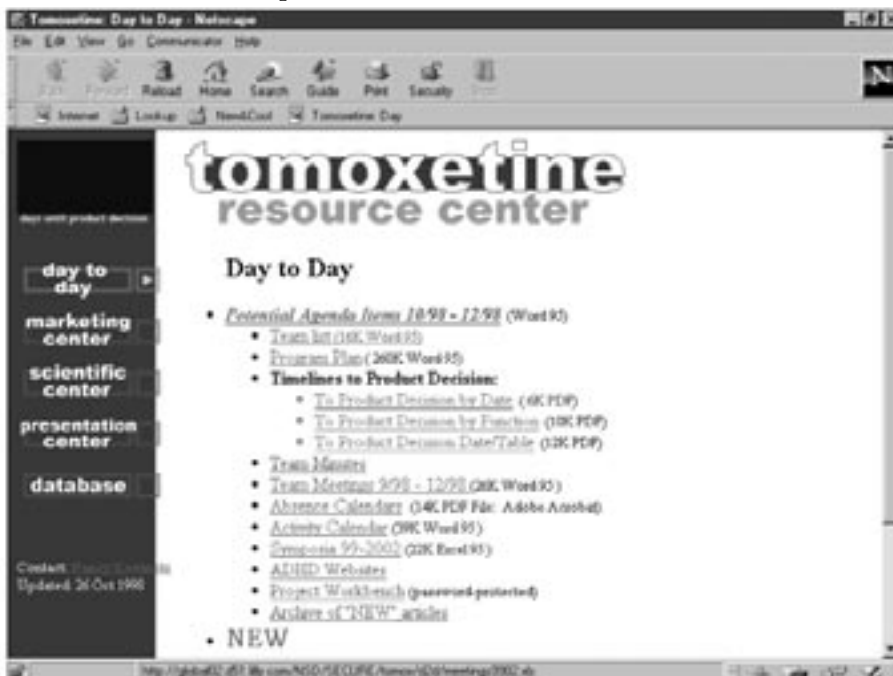 Tomoxetine: Day to Day - Netscape
File Edit View Go Communicator Help
Back Forward Reload Home Search Guide Print Security Stop
Internet Lookup New&Cool Tomoxetine: Day
tomoxetine
resource center
days until product decision
day to
day
marketing
center
scientific
center
presentation
center
database
Contact:
Updated: 26 Oct 1998
Day to Day
Potential Agenda Items 10/98 - 12/98 (Word 95)
Team list (16K Word 95)
Program Plan (260K Word 95)
Timelines to Product Decision:
To Product Decision by Date (6K PDF)
To Product Decision by Function (10K PDF)
To Product Decision Date/Table (12K PDF)
Team Minutes
Team Meetings 9/98 - 12/98 (26K Word 95)
Absence Calendars (14K PDF File: Adobe Acrobat)
Activity Calendar (39K Word 95)
Symposia 99-2002 (22K Excel 95)
ADHD Websites
Project Workbench (password-protected)
Archive of "NEW" articles
NEW